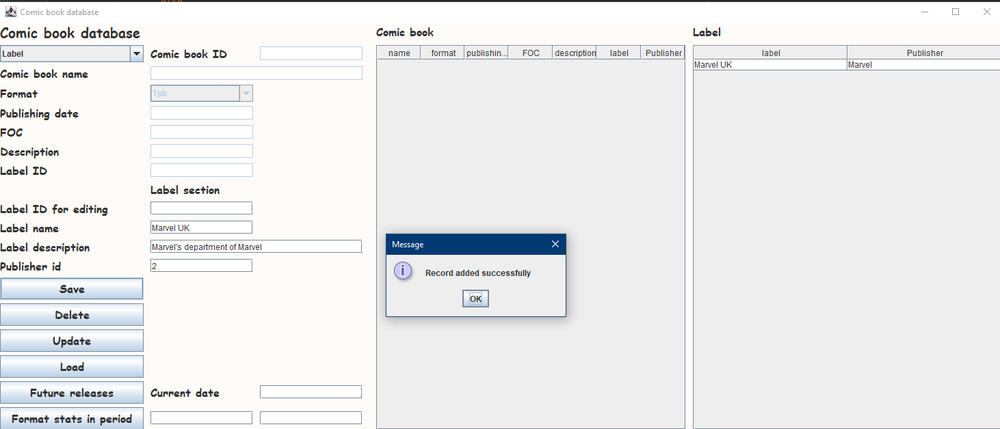 Comic book database
Comic book database
Label
Comic book ID
Comic book name
Format
Tpb
Publishing date
FOC
Description
Label ID
Label section
Label ID for editing
Label name
Marvel UK
Label description
Marvel's department of Marvel
Publisher id
2
Save
Delete
Update
Load
Future releases
Current date
Format stats in period
Comic book
name format publishin... FOC description label Publisher
Label
label Publisher
Marvel UK Marvel
Message
Record added successfully
OK